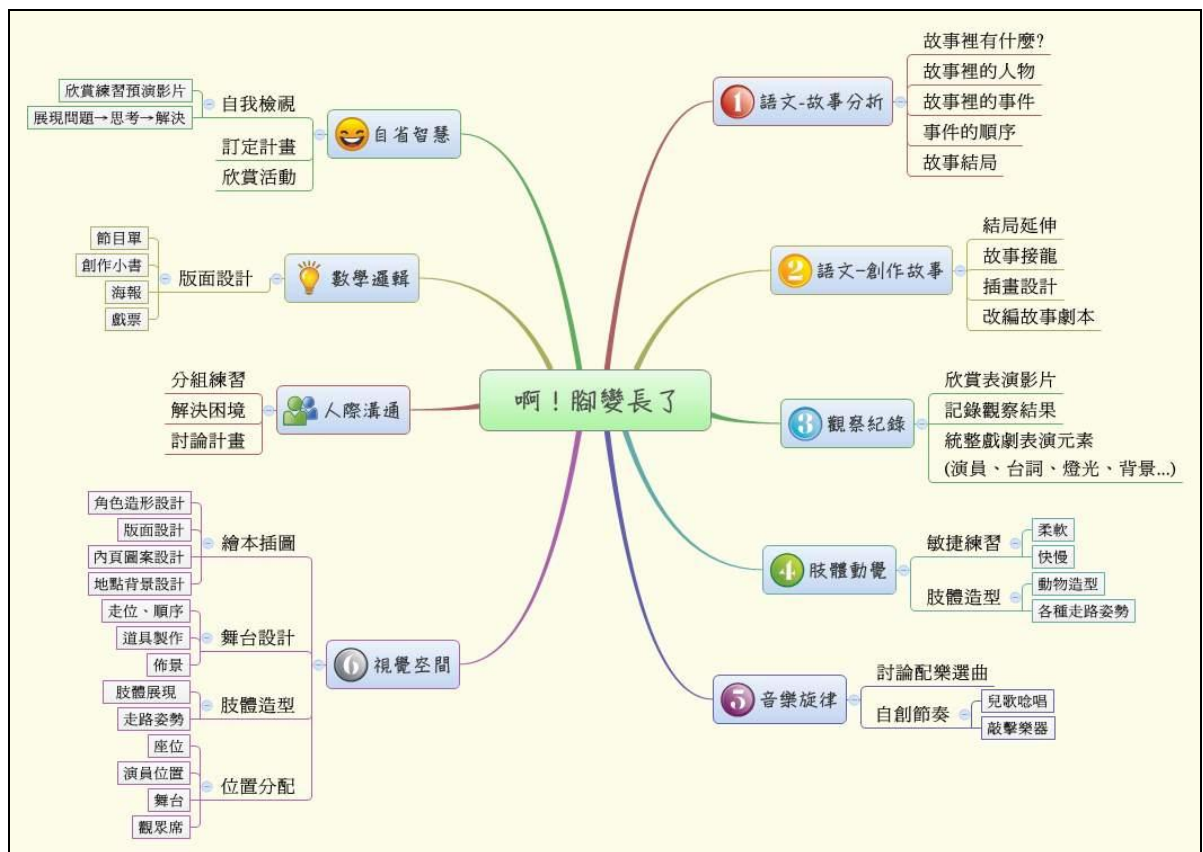 啊！腳變長了
1 語文-故事分折
故事裡有什麼?
故事裡的人物
故事裡的事件
事件的順序
故事結局
2 語文-創作故事
結局延伸
故事接龍
插畫設計
改編故事劇本
3 觀察紀錄
欣賞表演影片
記錄觀察結果
統整戲劇表演元素
(演員、台詞、燈光、背景...)
4 肢體動覺
敏捷練習
柔軟
快慢
肢體造型
動物造型
各種走路姿勢
5 音樂旋律
討論配樂選曲
自創節奏
兒歌唸唱
敲擊樂器
6 視覺空間
繪本插圖
角色造形設計
版面設計
內頁圖案設計
地點背景設計
舞台設計
走位、順序
道具製作
佈景
肢體造型
肢體展現
走路姿勢
位置分配
座位
演員位置
舞台
觀眾席
人際溝通
分組練習
解決困境
討論計畫
數學邏輯
版面設計
節目單
創作小書
海報
戲票
自省智慧
自我檢視
欣賞練習預演影片
展現問題→思考→解決
訂定計畫
欣賞活動